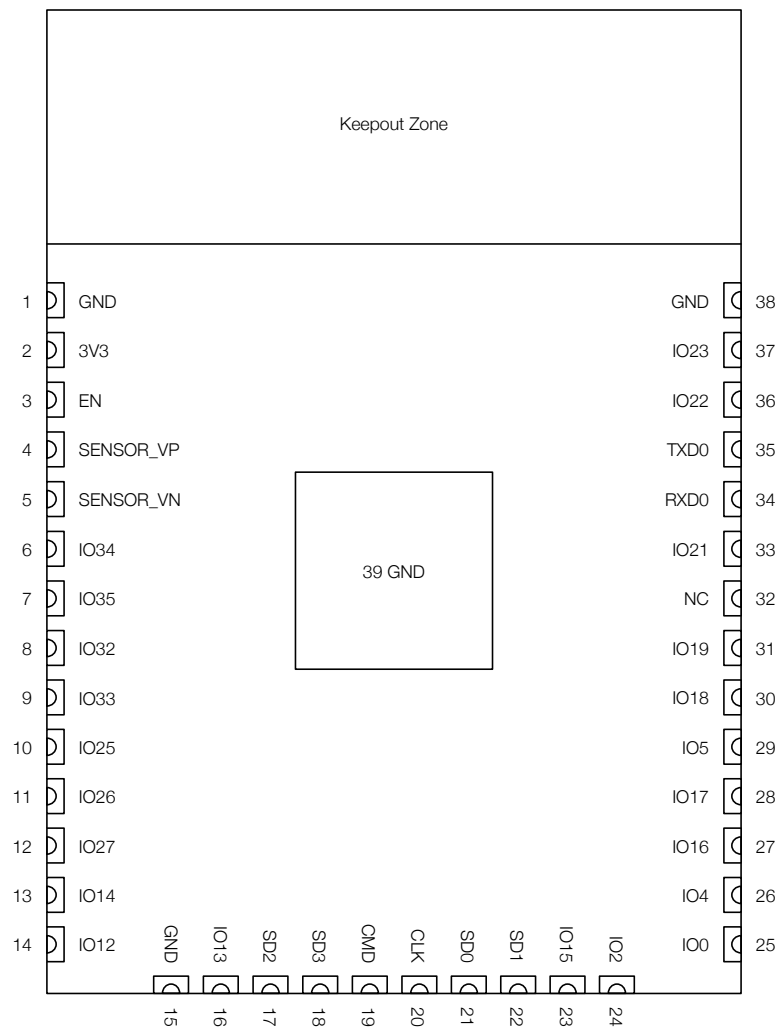 Keepout Zone
1 GND
2 3V3
3 EN
4 SENSOR_VP
5 SENSOR_VN
6 IO34
7 IO35
8 IO32
9 IO33
10 IO25
11 IO26
12 IO27
13 IO14
14 IO12
39 GND
GND 15
IO13 16
SD2 17
SD3 18
CMD 19
CLK 20
SD0 21
SD1 22
IO15 23
IO2 24
GND 38
IO23 37
IO22 36
TXD0 35
RXD0 34
IO21 33
NC 32
IO19 31
IO18 30
IO5 29
IO17 28
IO16 27
IO4 26
IO0 25